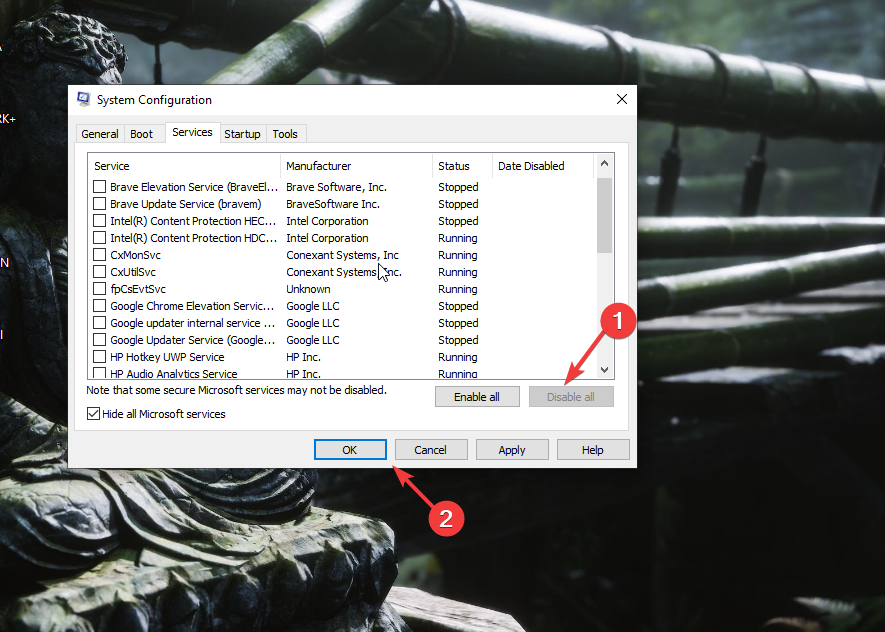 System Configuration
General Boot Services Startup Tools
Service Manufacturer Status Date Disabled
Brave Elevation Service (BraveEl... Brave Software, Inc. Stopped
Brave Update Service (bravem) BraveSoftware Inc. Stopped
Intel(R) Content Protection HEC... Intel Corporation Stopped
Intel(R) Content Protection HDC... Intel Corporation Running
CxMonSvc Conexant Systems, Inc Running
CxUtilSvc Conexant Systems, Inc. Running
fpCsEvtSvc Unknown Running
Google Chrome Elevation Servic... Google LLC Stopped
Google updater internal service ... Google LLC Stopped
Google Updater Service (Google... Google LLC Stopped
HP Hotkey UWP Service HP Inc. Running
HP Audio Analytics Service HP Inc. Running
Note that some secure Microsoft services may not be disabled.
Enable all Disable all
Hide all Microsoft services
OK Cancel Apply Help
1
2
RK+
N
I